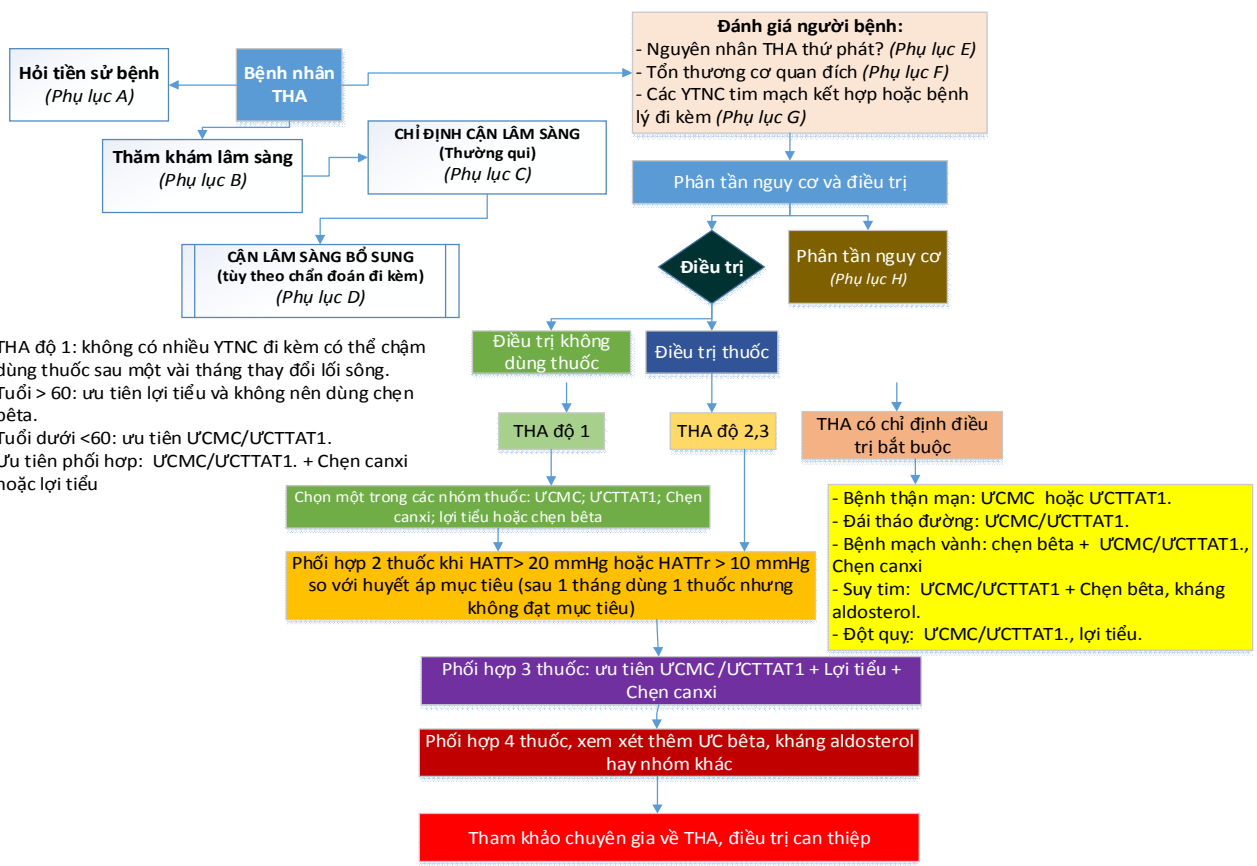 Hỏi tiền sử bệnh
(Phụ lục A)
Bệnh nhân
THA
Đánh giá người bệnh:
- Nguyên nhân THA thứ phát? (Phụ lục E)
- Tổn thương cơ quan đích (Phụ lục F)
- Các YTNC tim mạch kết hợp hoặc bệnh
lý đi kèm (Phụ lục G)
Thăm khám lâm sàng
(Phụ lục B)
CHỈ ĐỊNH CẬN LÂM SÀNG
(Thường qui)
(Phụ lục C)
CẬN LÂM SÀNG BỔ SUNG
(tùy theo chẩn đoán đi kèm)
(Phụ lục D)
Phân tần nguy cơ và điều trị
Điều trị
Phân tần nguy cơ
(Phụ lục H)
THA độ 1: không có nhiều YTNC đi kèm có thể chậm
dùng thuốc sau một vài tháng thay đổi lối sống.
Tuổi > 60: ưu tiên lợi tiểu và không nên dùng chẹn
bêta.
Tuổi dưới <60: ưu tiên ƯCMC/ƯCTTAT1.
Ưu tiên phối hơp: ƯCMC/ƯCTTAT1. + Chẹn canxi
hoặc lợi tiểu
Điều trị không
dùng thuốc
Điều trị thuốc
THA độ 1
THA độ 2,3
THA có chỉ định điều
trị bắt buộc
Chọn một trong các nhóm thuốc: ƯCMC; ƯCTTAT1; Chẹn
canxi; lợi tiểu hoặc chẹn bêta
Phối hợp 2 thuốc khi HATT> 20 mmHg hoặc HATTr > 10 mmHg
so với huyết áp mục tiêu (sau 1 tháng dùng 1 thuốc nhưng
không đạt mục tiêu)
- Bệnh thận mạn: ƯCMC hoặc ƯCTTAT1.
- Đái tháo đường: ƯCMC/ƯCTTAT1.
- Bệnh mạch vành: chẹn bêta + ƯCMC/ƯCTTAT1.,
Chẹn canxi
- Suy tim: ƯCMC/ƯCTTAT1 + Chẹn bêta, kháng
aldosterol.
- Đột quỵ: ƯCMC/ƯCTTAT1., lợi tiểu.
Phối hợp 3 thuốc: ưu tiên ƯCMC /ƯCTTAT1 + Lợi tiểu +
Chẹn canxi
Phối hợp 4 thuốc, xem xét thêm ƯC bêta, kháng aldosterol
hay nhóm khác
Tham khảo chuyên gia về THA, điều trị can thiệp